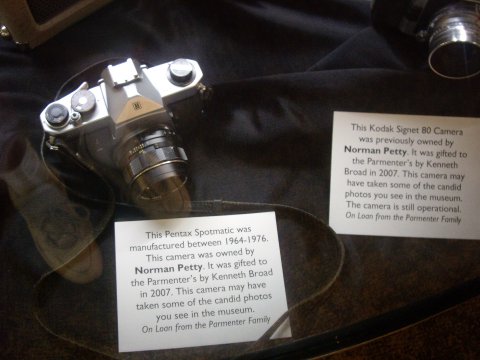 This Pentax Spotmatic was
manufactured between 1964-1976.
This camera was owned by
Norman Petty. It was gifted to
the Parmenter's by Kenneth Broad
in 2007. This camera may have
taken some of the candid photos
you see in the museum.
On Loan from the Parmenter Family
This Kodak Signet 80 Camera
was previously owned by
Norman Petty. It was gifted to
the Parmenter's by Kenneth
Broad in 2007. This camera may
have taken some of the candid
photos you see in the museum.
The camera is still operational.
On Loan from the Parmenter Family